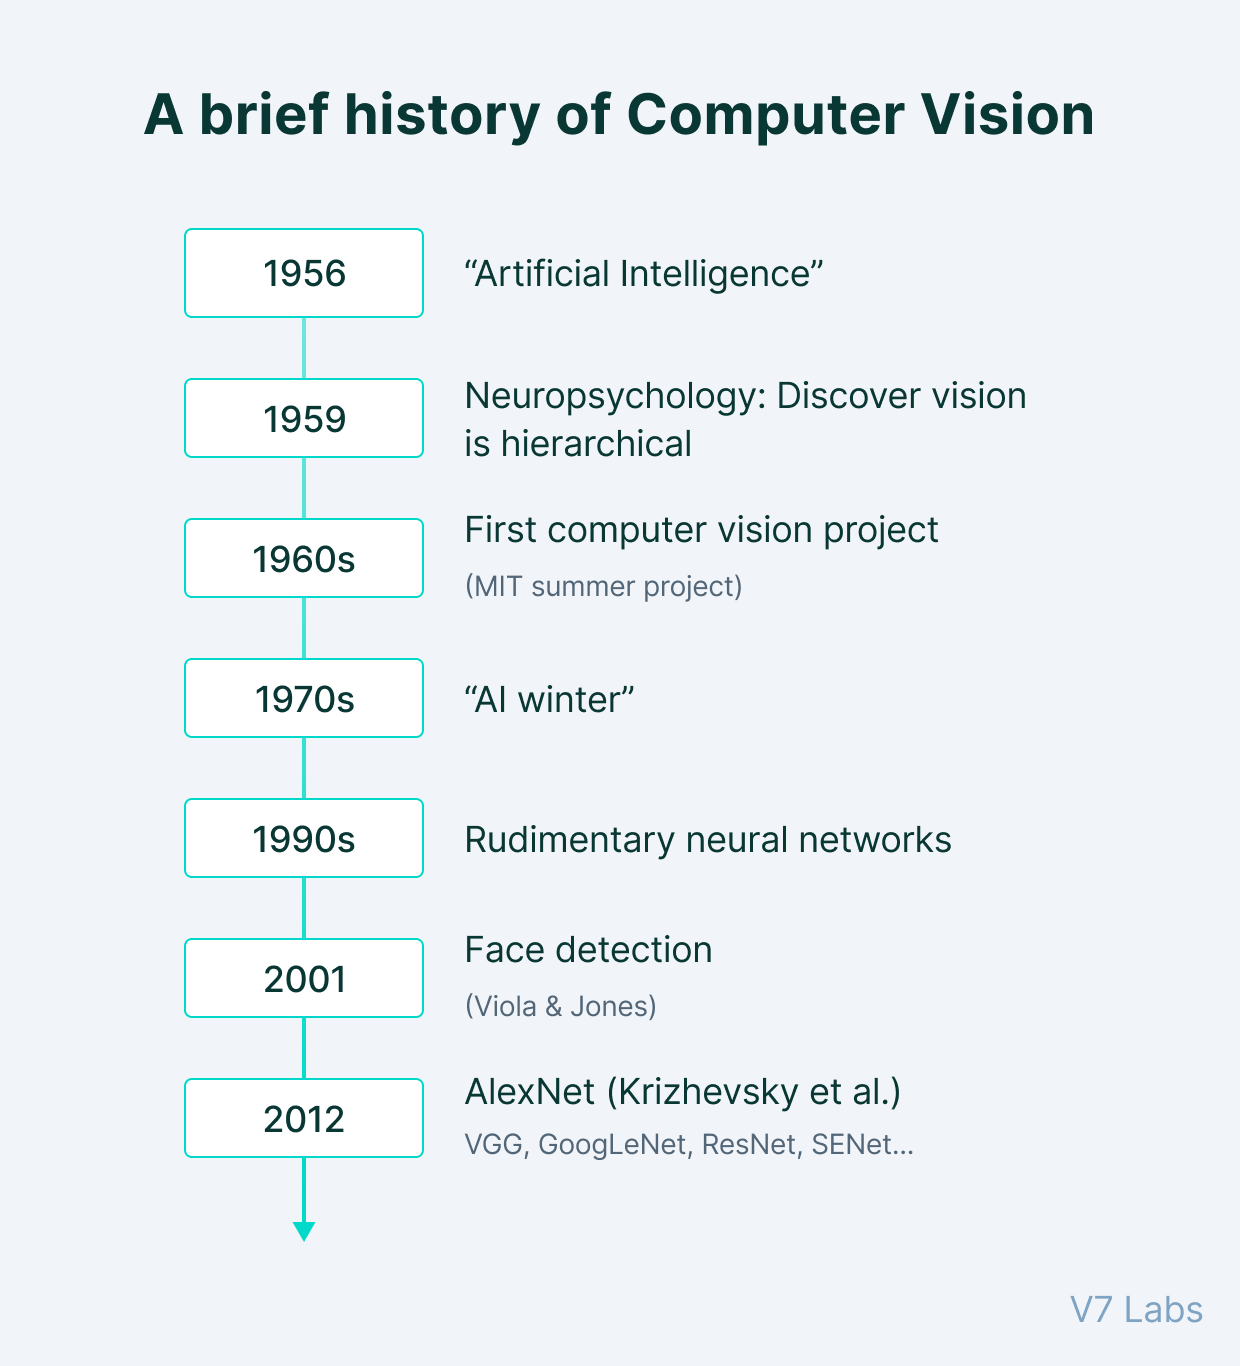 A brief history of Computer Vision
1956
“Artificial Intelligence”
1959
Neuropsychology: Discover vision
is hierarchical
1960s
First computer vision project
(MIT summer project)
1970s
“AI winter”
1990s
Rudimentary neural networks
2001
Face detection
(Viola & Jones)
2012
AlexNet (Krizhevsky et al.)
VGG, GoogLeNet, ResNet, SENet...
V7 Labs